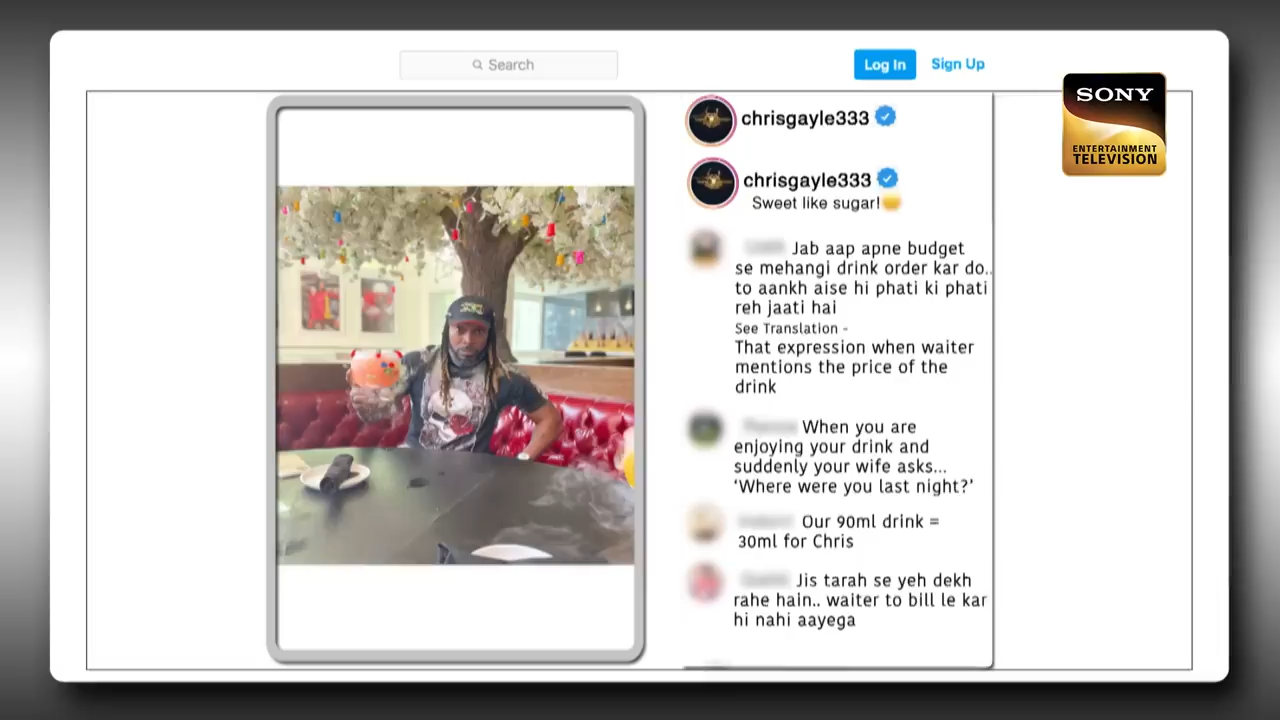 Search
Log In
Sign Up
SONY
ENTERTAINMENT
TELEVISION
chrisgayle333
chrisgayle333
Sweet like sugar!
Jab aap apne budget
se mehangi drink order kar do..
to aankh aise hi phati ki phati
reh jaati hai
See Translation -
That expression when waiter
mentions the price of the
drink
When you are
enjoying your drink and
suddenly your wife asks...
‘Where were you last night?’
Our 90ml drink =
30ml for Chris
Jis tarah se yeh dekh
rahe hain.. waiter to bill le kar
hi nahi aayega